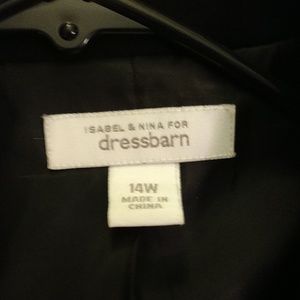 ISABEL & NINA FOR
dressbarn
14W
MADE IN
CHINA